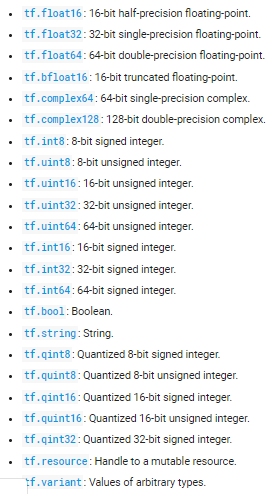 • tf.float16: 16-bit half-precision floating-point.
• tf.float32: 32-bit single-precision floating-point.
• tf.float64: 64-bit double-precision floating-point.
• tf.bfloat16: 16-bit truncated floating-point.
• tf.complex64: 64-bit single-precision complex.
• tf.complex128: 128-bit double-precision complex.
• tf.int8: 8-bit signed integer.
• tf.uint8: 8-bit unsigned integer.
• tf.uint16: 16-bit unsigned integer.
• tf.uint32: 32-bit unsigned integer.
• tf.uint64: 64-bit unsigned integer.
• tf.int16: 16-bit signed integer.
• tf.int32: 32-bit signed integer.
• tf.int64: 64-bit signed integer.
• tf.bool: Boolean.
• tf.string: String.
• tf.qint8: Quantized 8-bit signed integer.
• tf.quint8: Quantized 8-bit unsigned integer.
• tf.qint16: Quantized 16-bit signed integer.
• tf.quint16: Quantized 16-bit unsigned integer.
• tf.qint32: Quantized 32-bit signed integer.
• tf.resource: Handle to a mutable resource.
• tf.variant: Values of arbitrary types.